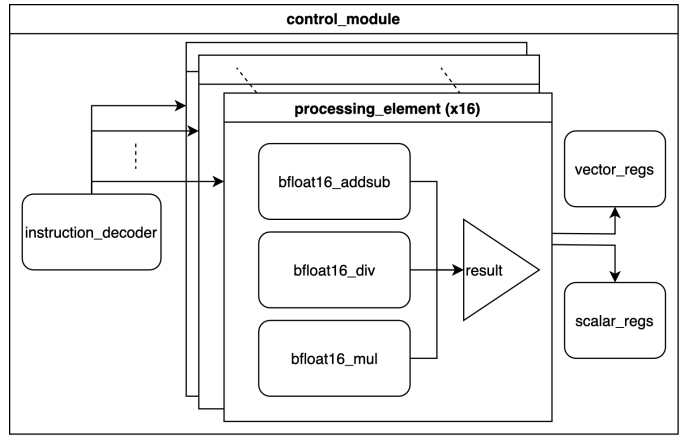 control_module
processing_element (x16)
bfloat16_addsub
vector_regs
instruction_decoder
bfloat16_div
result
scalar_regs
bfloat16_mul